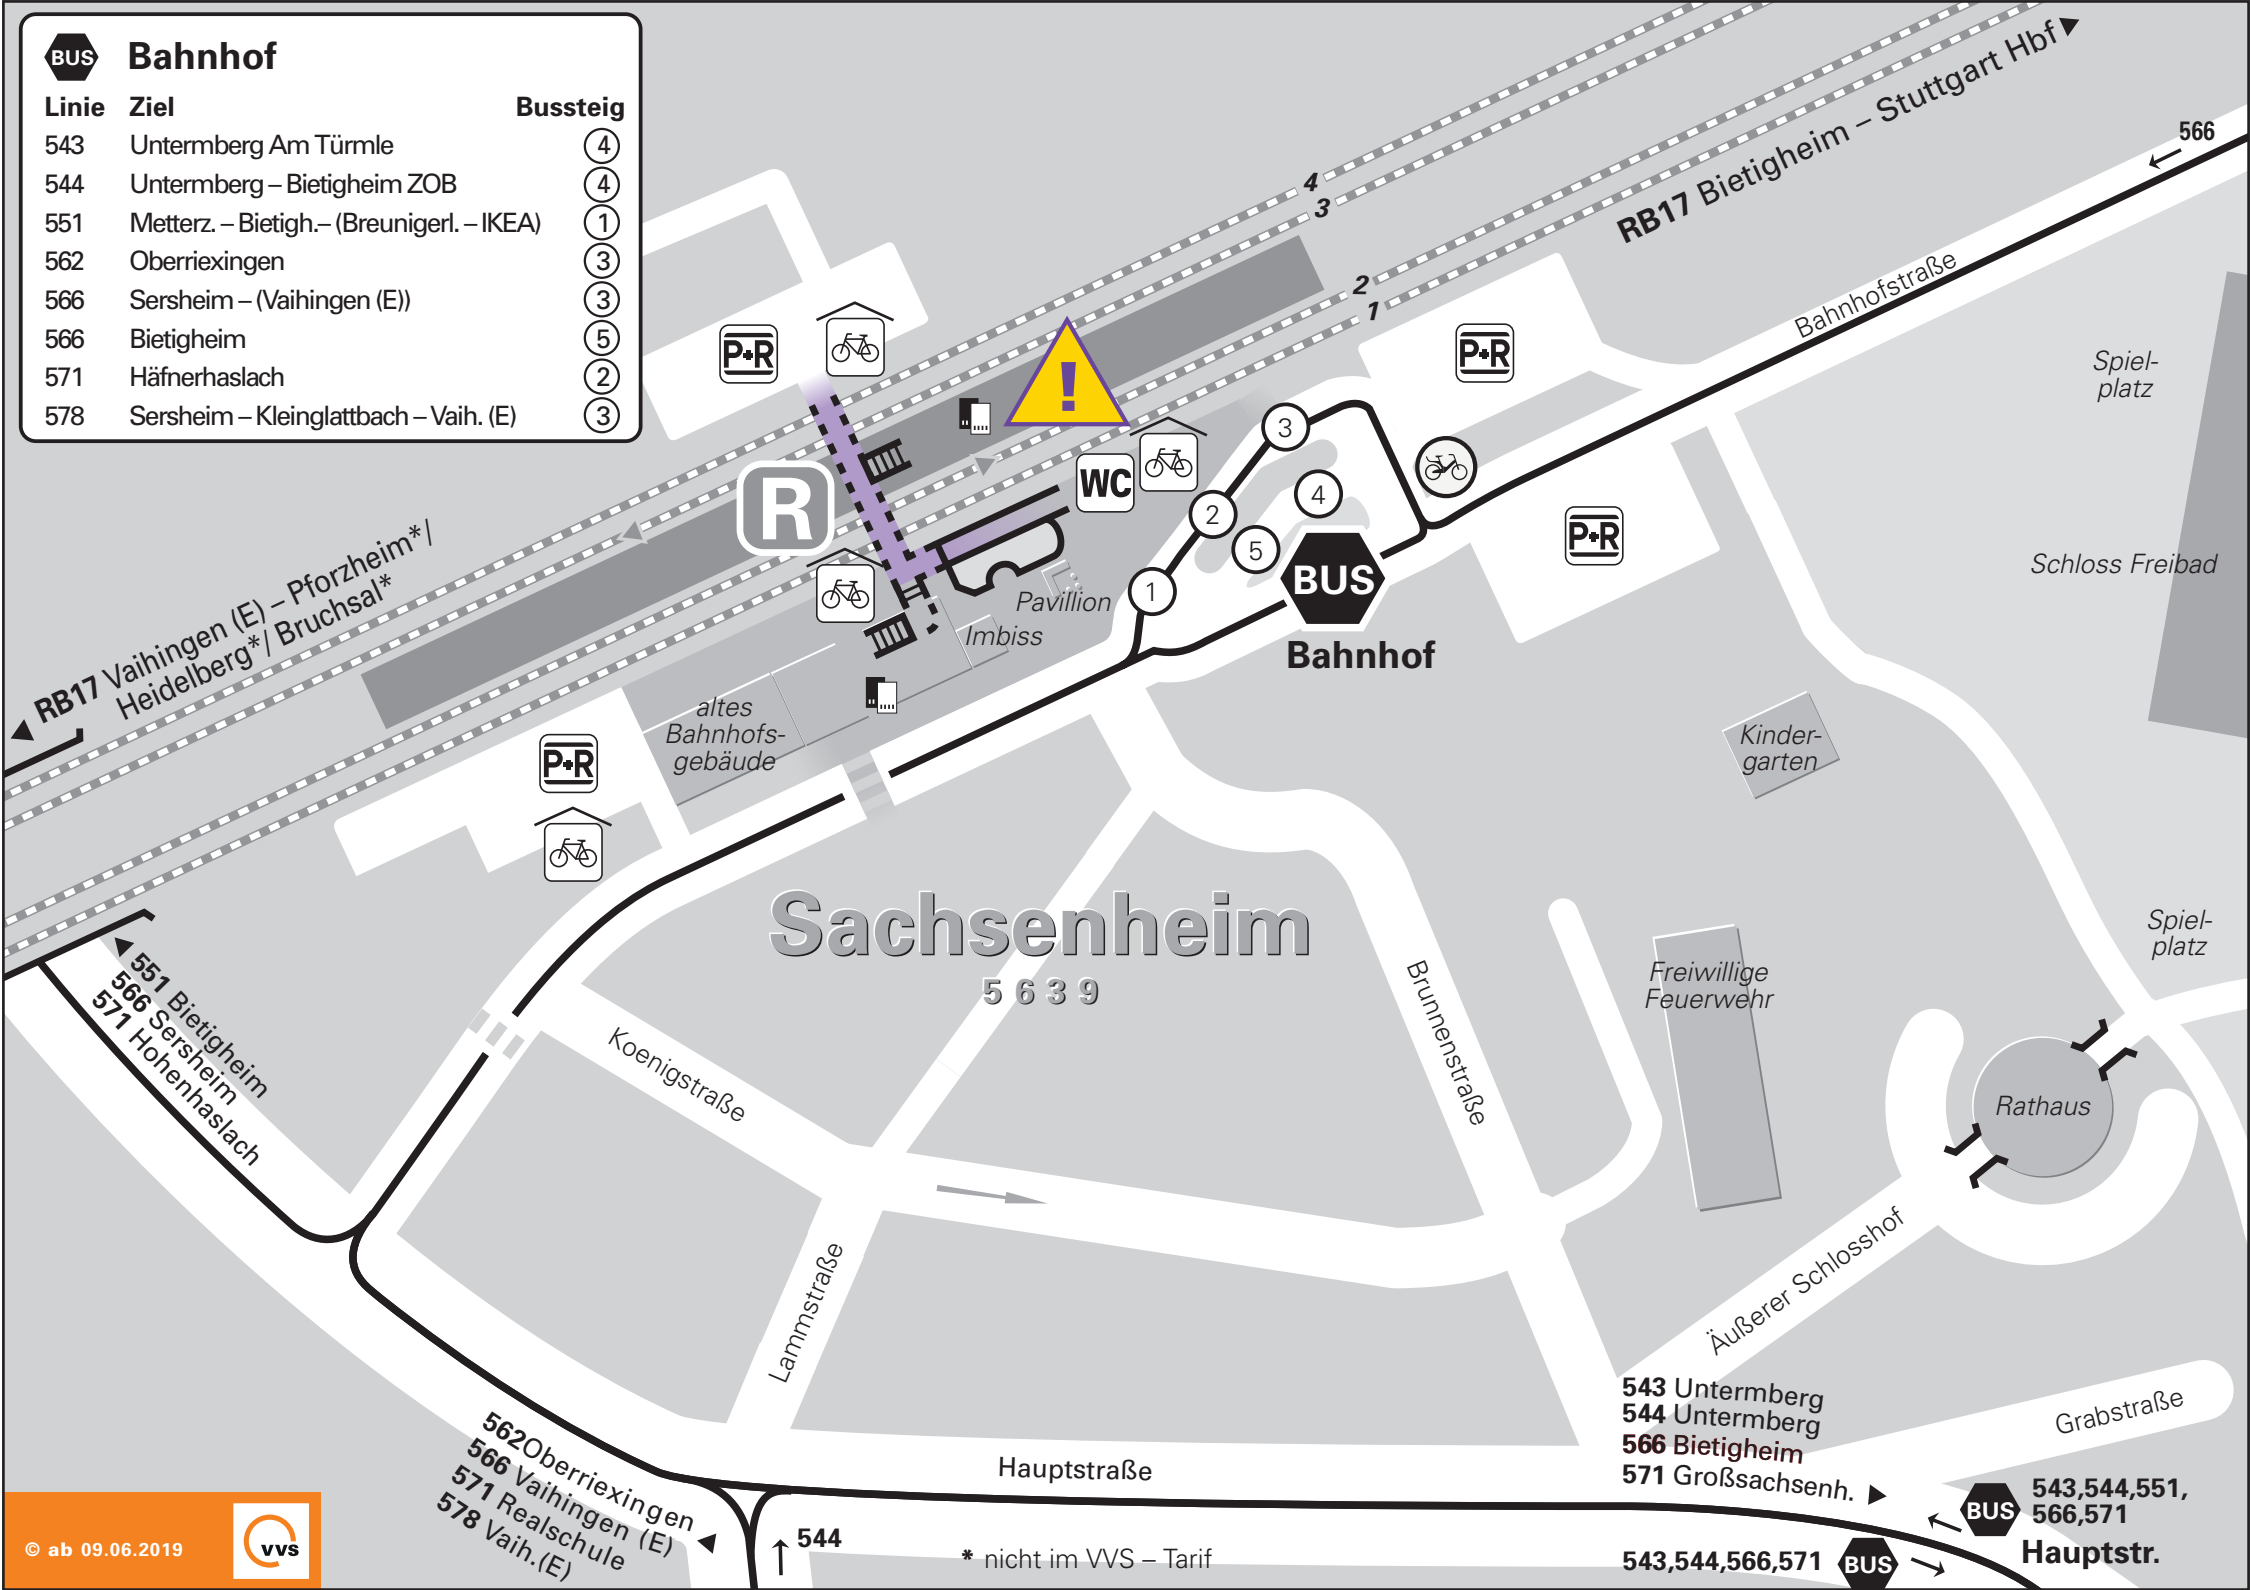 BUS Bahnhof
Linie Ziel Bussteig
543 Untermberg Am Türmle 4
544 Untermberg – Bietigheim ZOB 4
551 Metterz. – Bietigh.– (Breunigerl. – IKEA) 1
562 Oberriexingen 3
566 Sersheim – (Vaihingen (E)) 3
566 Bietigheim 5
571 Häfnerhaslach 2
578 Sersheim – Kleinglattbach – Vaih. (E) 3
4
3
2
1
RB17 Bietigheim – Stuttgart Hbf
566
Bahnhofstraße
Spiel-
platz
P+R
P+R
!
R
WC
3
4
2
5
1
P+R
Schloss Freibad
RB17 Vaihingen (E) – Pforzheim*/
Heidelberg*/ Bruchsal*
Pavillion
Imbiss
BUS
Bahnhof
altes
Bahnhofs-
gebäude
P+R
Kinder-
garten
Sachsenheim
5639
Spiel-
platz
Freiwillige
Feuerwehr
551 Bietigheim
566 Sersheim
571 Hohenhaslach
Koenigstraße
Brunnenstraße
Rathaus
Lammstraße
Äußerer Schlosshof
Grabstraße
543 Untermberg
544 Untermberg
566 Bietigheim
571 Großsachsenh.
562Oberriexingen
566 Vaihingen (E)
571 Realschule
578 Vaih.(E)
Hauptstraße
BUS
543,544,551,
566,571
Hauptstr.
544
* nicht im VVS – Tarif
543,544,566,571 BUS
© ab 09.06.2019
vvs